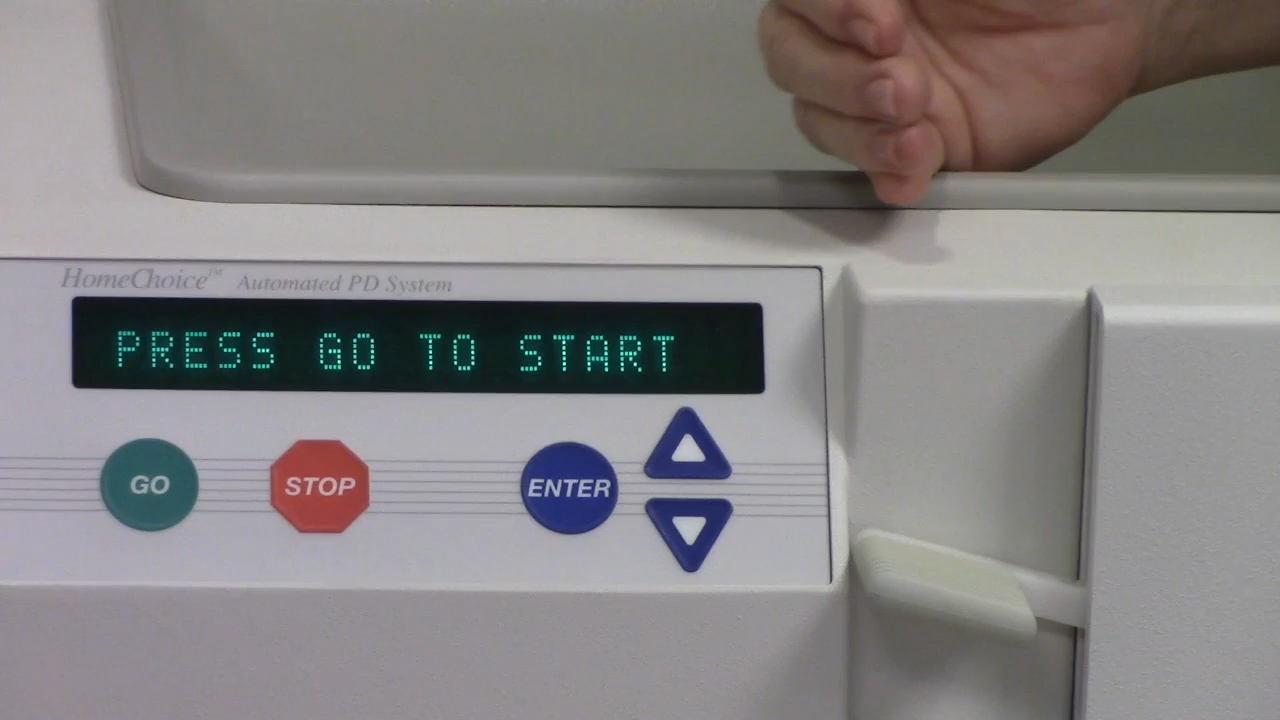 HomeChoice™ Automated PD System
PRESS GO TO START
GO STOP ENTER